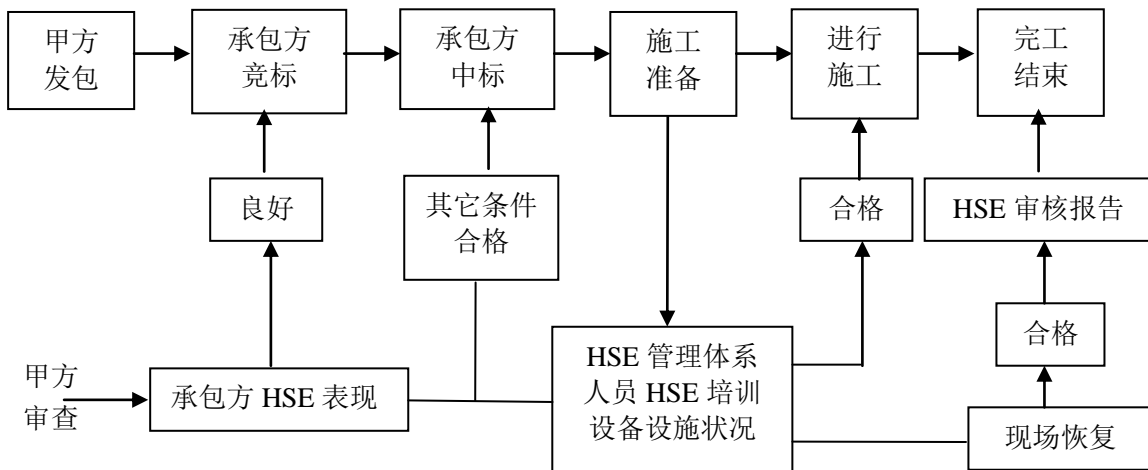 甲方
发包
承包方
竞标
承包方
中标
施工
准备
进行
施工
完工
结束
良好
其它条件
合格
合格
HSE 审核报告
合格
甲方
审查
承包方 HSE 表现
HSE 管理体系
人员 HSE 培训
设备设施状况
现场恢复